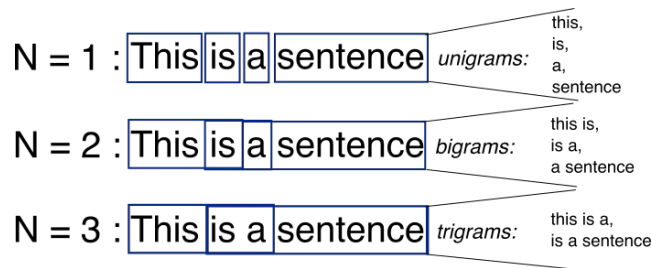 N = 1 : This is a sentence unigrams:
this,
is,
a,
sentence
N = 2 : This is a sentence bigrams:
this is,
is a,
a sentence
N = 3 : This is a sentence trigrams:
this is a,
is a sentence